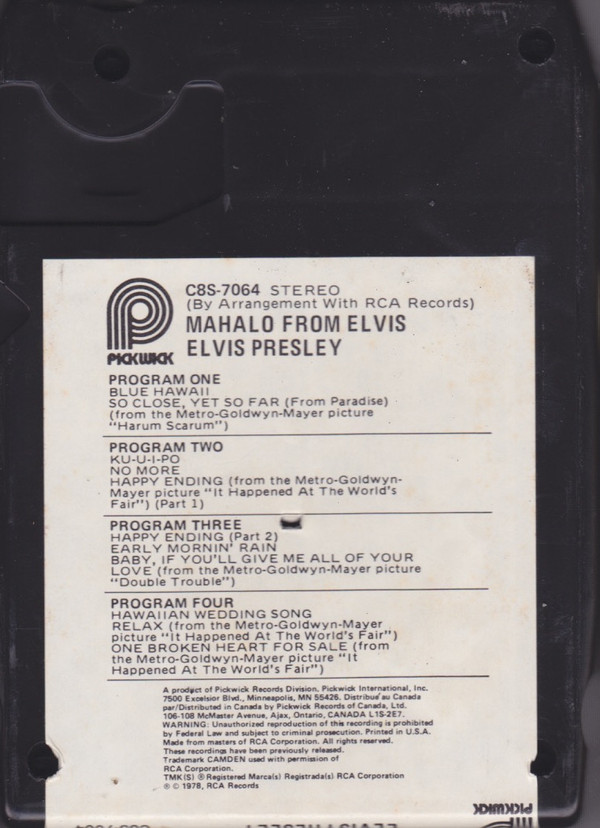 C8S-7064 STEREO
(By Arrangement With RCA Records)
MAHALO FROM ELVIS
ELVIS PRESLEY
PICKWICK
PROGRAM ONE
BLUE HAWAII
SO CLOSE, YET SO FAR (From Paradise)
(from the Metro-Goldwyn-Mayer picture
"Harum Scarum")
PROGRAM TWO
KU-U-I-PO
NO MORE
HAPPY ENDING (from the Metro-Goldwyn-
Mayer picture "It Happened At The World's
Fair") (Part 1)
PROGRAM THREE
HAPPY ENDING (Part 2)
EARLY MORNIN' RAIN
BABY, IF YOU'LL GIVE ME ALL OF YOUR
LOVE (from the Metro-Goldwyn-Mayer picture
"Double Trouble")
PROGRAM FOUR
HAWAIIAN WEDDING SONG
RELAX (from the Metro-Goldwyn-Mayer
picture "It Happened At The World's Fair")
ONE BROKEN HEART FOR SALE (from
the Metro-Goldwyn-Mayer picture "It
Happened At The World's Fair")
A product of Pickwick Records Division. Pickwick International, Inc.
7500 Excelsior Blvd., Minneapolis, MN 55426. Distribue au Canada
par/Distributed in Canada by Pickwick Records of Canada, Ltd.
106-108 McMaster Avenue, Ajax, Ontario, CANADA L1S-2E7.
WARNING: Unauthorized reproduction of this recording is prohibited
by Federal Law and subject to criminal prosecution. Printed in U.S.A.
Made from masters of RCA Corporation. All rights reserved.
These recordings have been previously released.
Trademark CAMDEN used with permission of
RCA Corporation.
TMK(S) ® Registered Marca(s) Registrada(s) RCA Corporation
℗ © 1978, RCA Records
PICKWICK
ELVIS PRESLEY C8S-7064